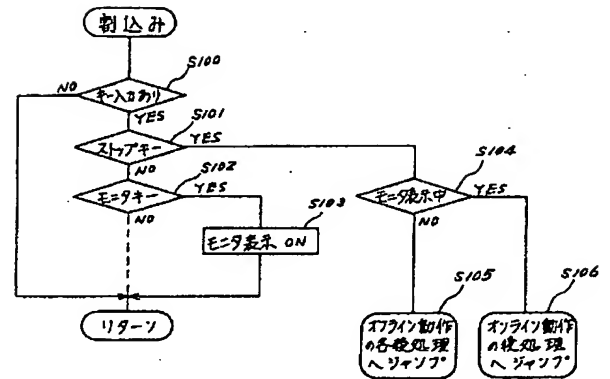 割込み
S100
キー入力あり
NO
YES
S101
ストップキー
YES
NO
S102
モニタキー
YES
NO
S103
モニタ表示 ON
S104
モニタ表示中
YES
NO
S105
オフライン動作
の各後処理
へジャンプ
S106
オンライン動作
の後処理
へジャンプ
リターン